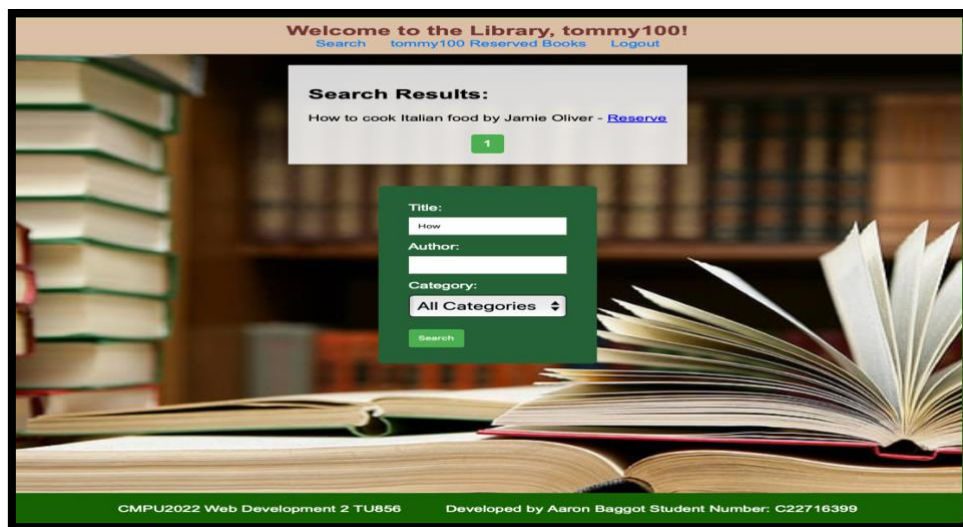 Welcome to the Library, tommy100!
Search tommy100 Reserved Books Logout
Search Results:
How to cook Italian food by Jamie Oliver - Reserve
1
Title:
How
Author:
Category:
All Categories
Search
CMPU2022 Web Development 2 TU856 Developed by Aaron Baggot Student Number: C22716399